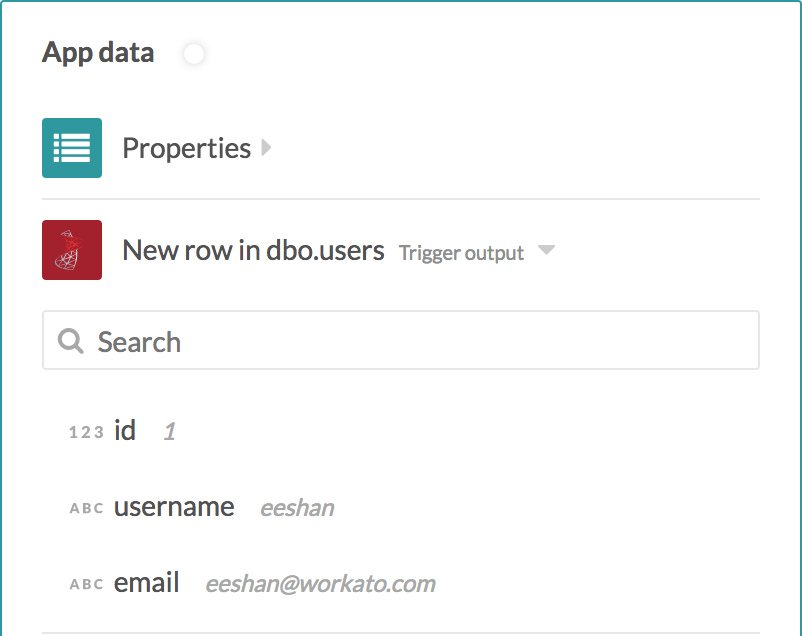 App data
Properties
New row in dbo.users Trigger output
Search
123 id 1
ABC username eeshan
ABC email eeshan@workato.com